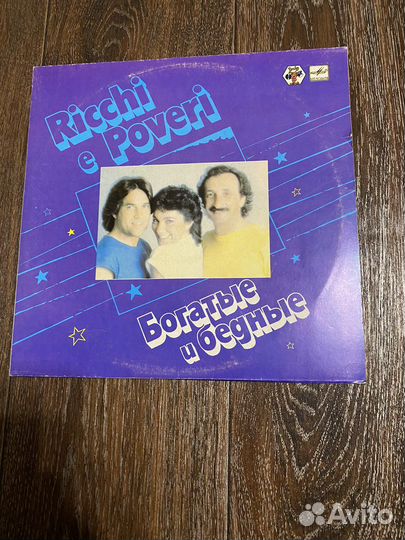 Ricchi
e Poveri
Богатые
и бедные
Avito